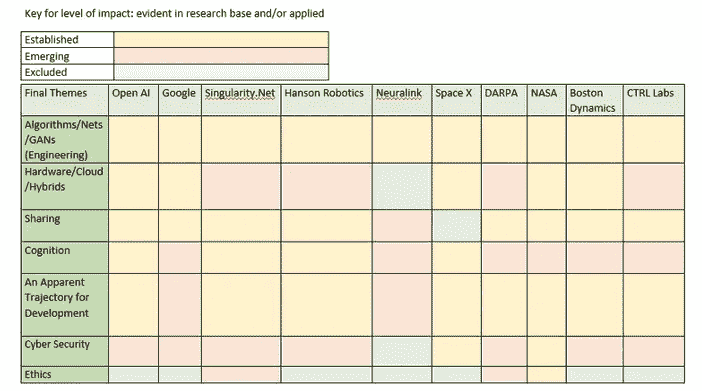 Key for level of impact: evident in research base and/or applied
Established
Emerging
Excluded
Final Themes Open AI Google Singularity.Net Hanson Robotics Neuralink Space X DARPA NASA Boston Dynamics CTRL Labs
Algorithms/Nets
/GANs
(Engineering)
Hardware/Cloud
/Hybrids
Sharing
Cognition
An Apparent
Trajectory for
Development
Cyber Security
Ethics